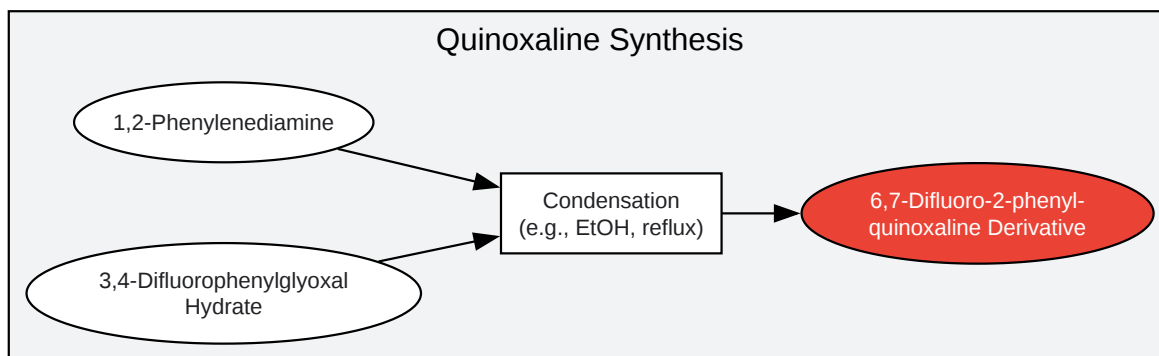 Quinoxaline Synthesis
1,2-Phenylenediamine
3,4-Difluorophenylglyoxal
Hydrate
Condensation
(e.g., EtOH, reflux)
6,7-Difluoro-2-phenyl-
quinoxaline Derivative